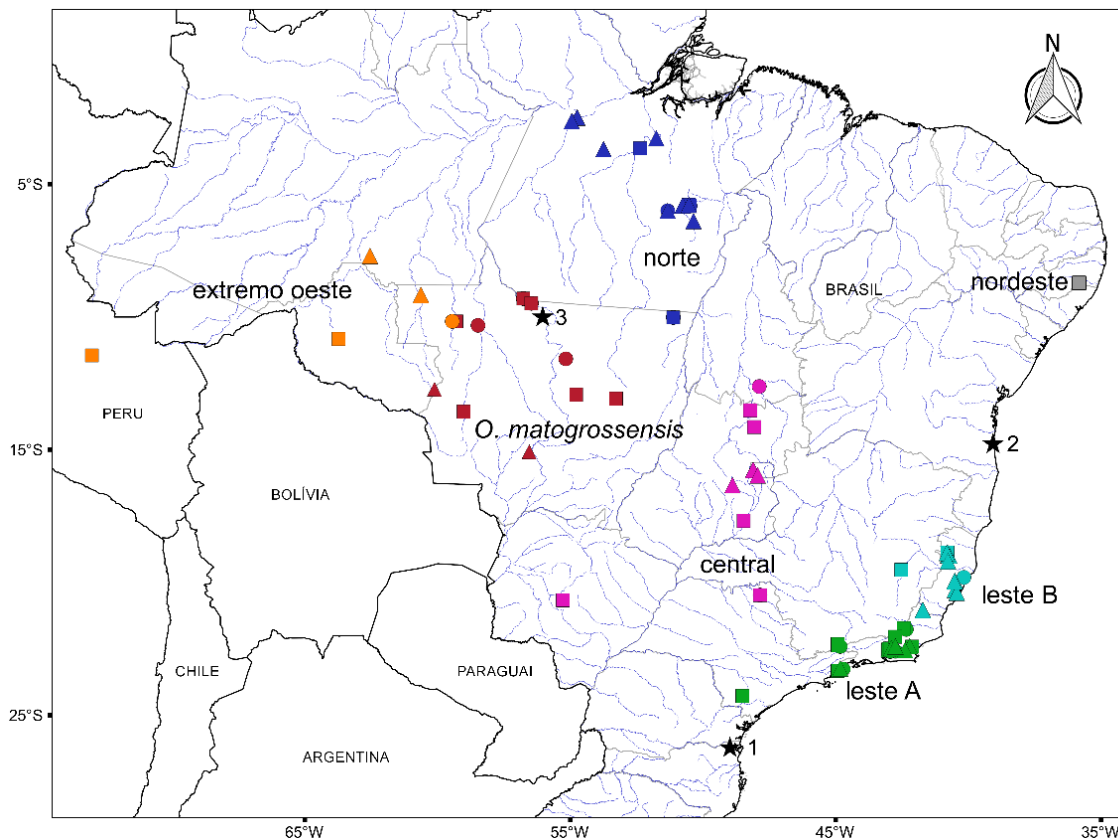 N
5°S
norte
extremo oeste
BRASIL
nordeste
3
PERU
O. matogrossensis
15°S
2
BOLÍVIA
central
leste B
CHILE
PARAGUAI
leste A
25°S
1
ARGENTINA
65°W
55°W
45°W
35°W